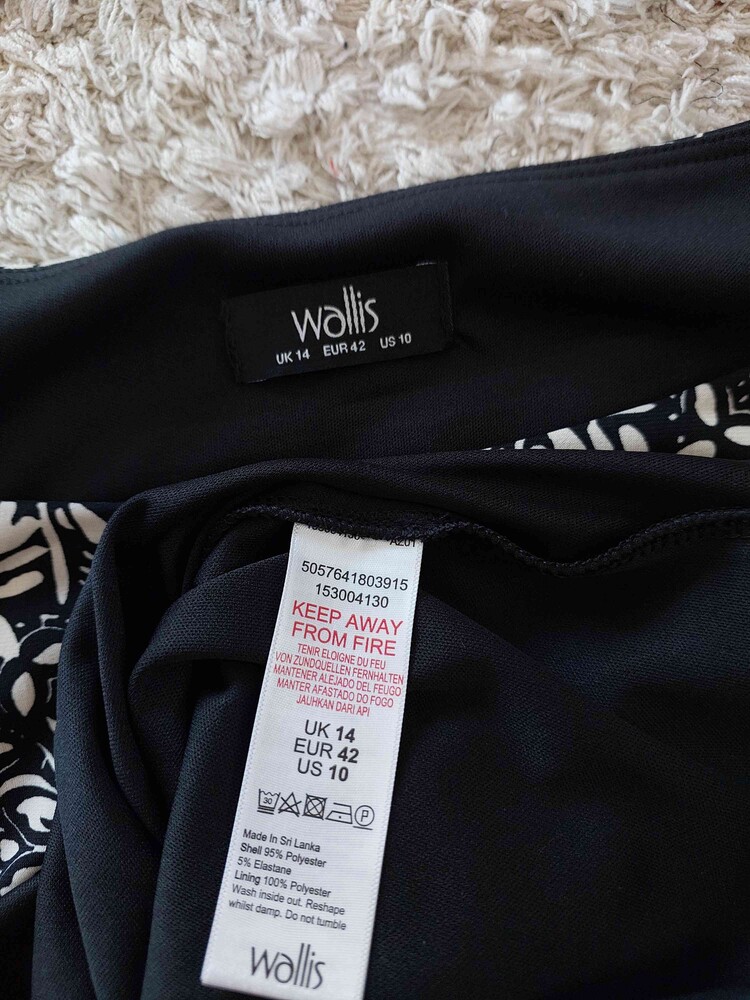 wallis
UK 14 EUR 42 US 10
A201
5057641803915
153004130
KEEP AWAY
FROM FIRE
TENIR ELOIGNE DU FEU
VON ZUNDQUELLEN FERNHALTEN
MANTENER ALEJADO DEL FEUGO
MANTER AFASTADO DO FOGO
JAUHKAN DARI API
UK 14
EUR 42
US 10
30 P
Made In Sri Lanka
Shell 95% Polyester
5% Elastane
Lining 100% Polyester
Wash inside out. Reshape
whilst damp. Do not tumble
wallis